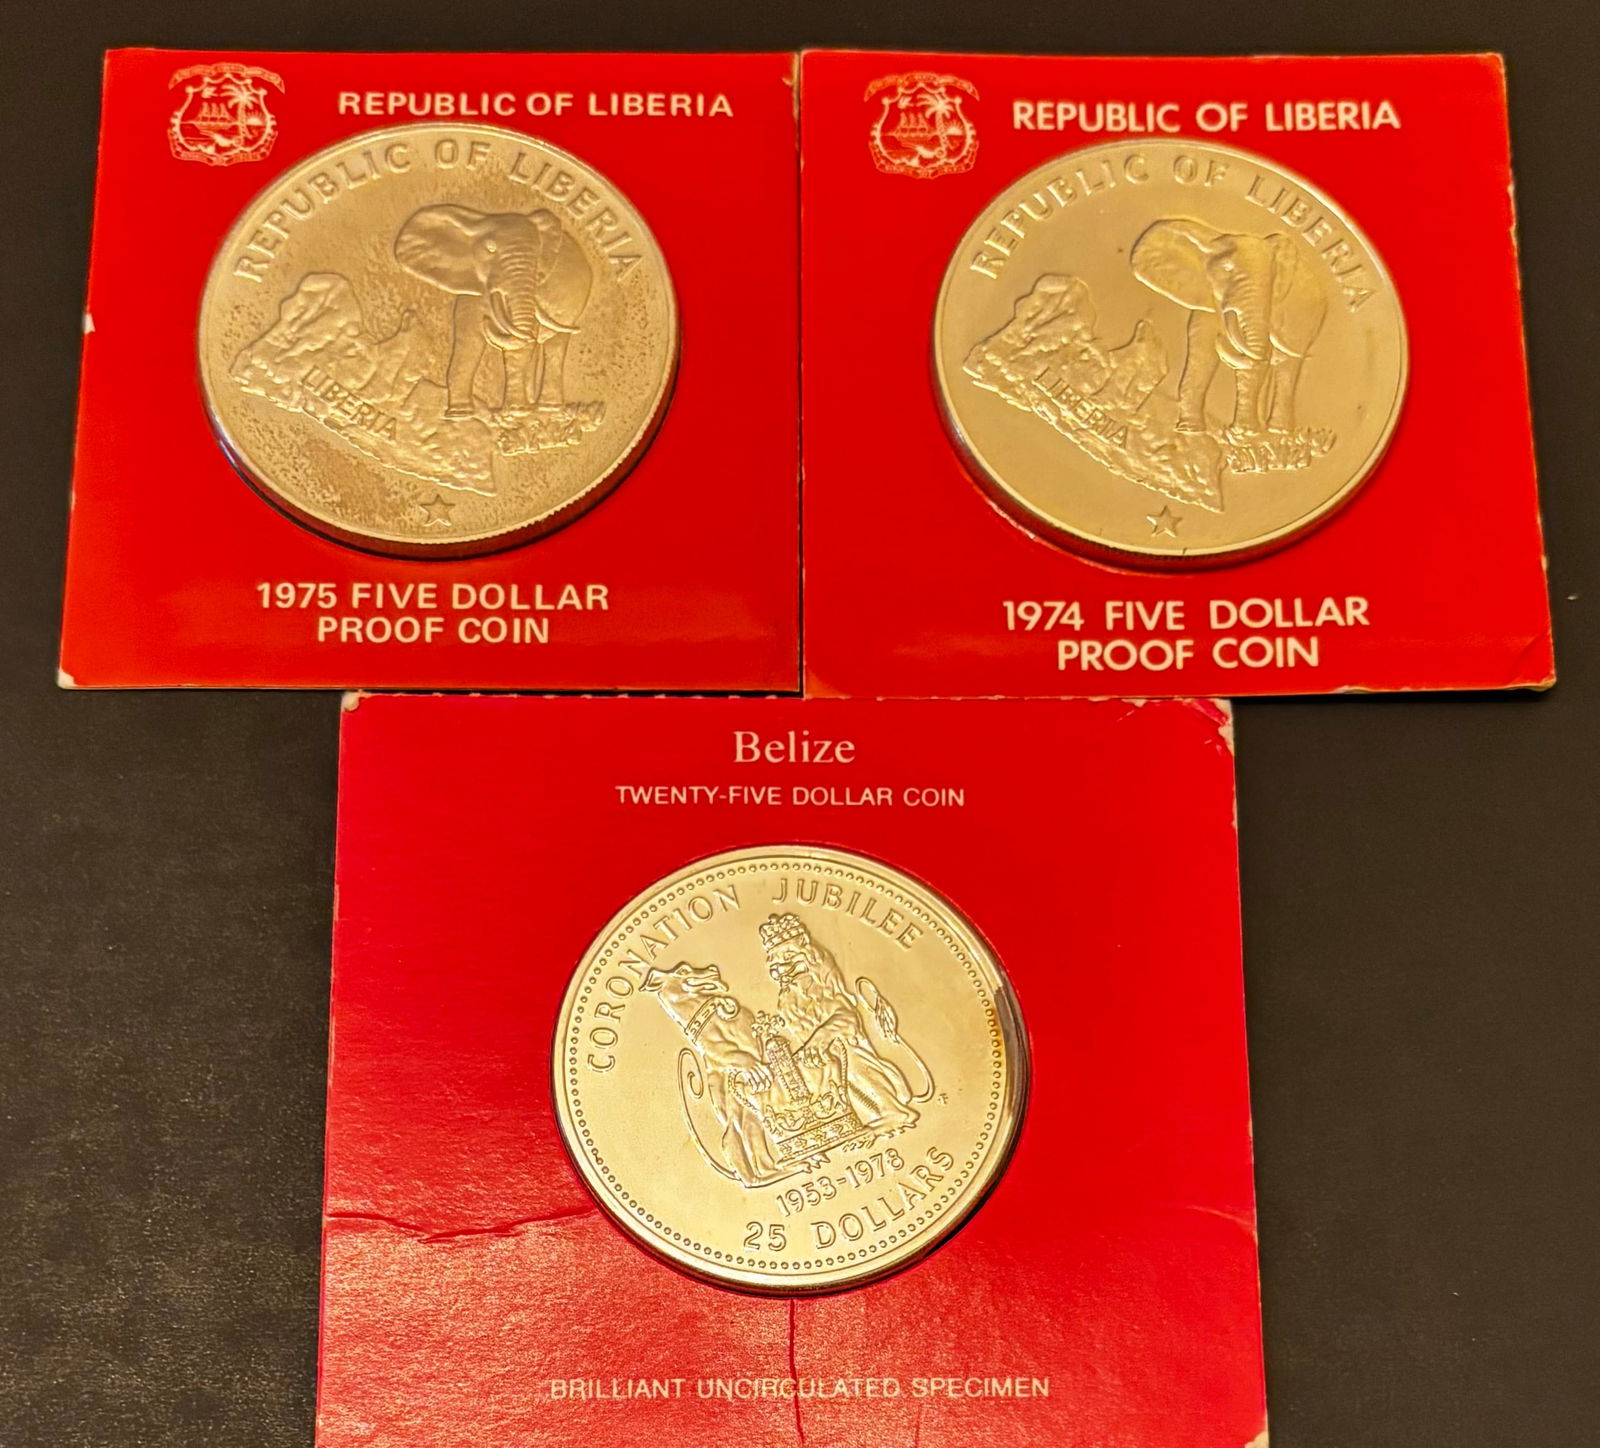 REPUBLIC OF LIBERIA
REPUBLIC OF LIBERIA
LIBERIA
1975 FIVE DOLLAR
PROOF COIN
REPUBLIC OF LIBERIA
REPUBLIC OF LIBERIA
LIBERIA
1974 FIVE DOLLAR
PROOF COIN
Belize
TWENTY-FIVE DOLLAR COIN
CORONATION JUBILEE
1953-1978
25 DOLLARS
BRILLIANT UNCIRCULATED SPECIMEN